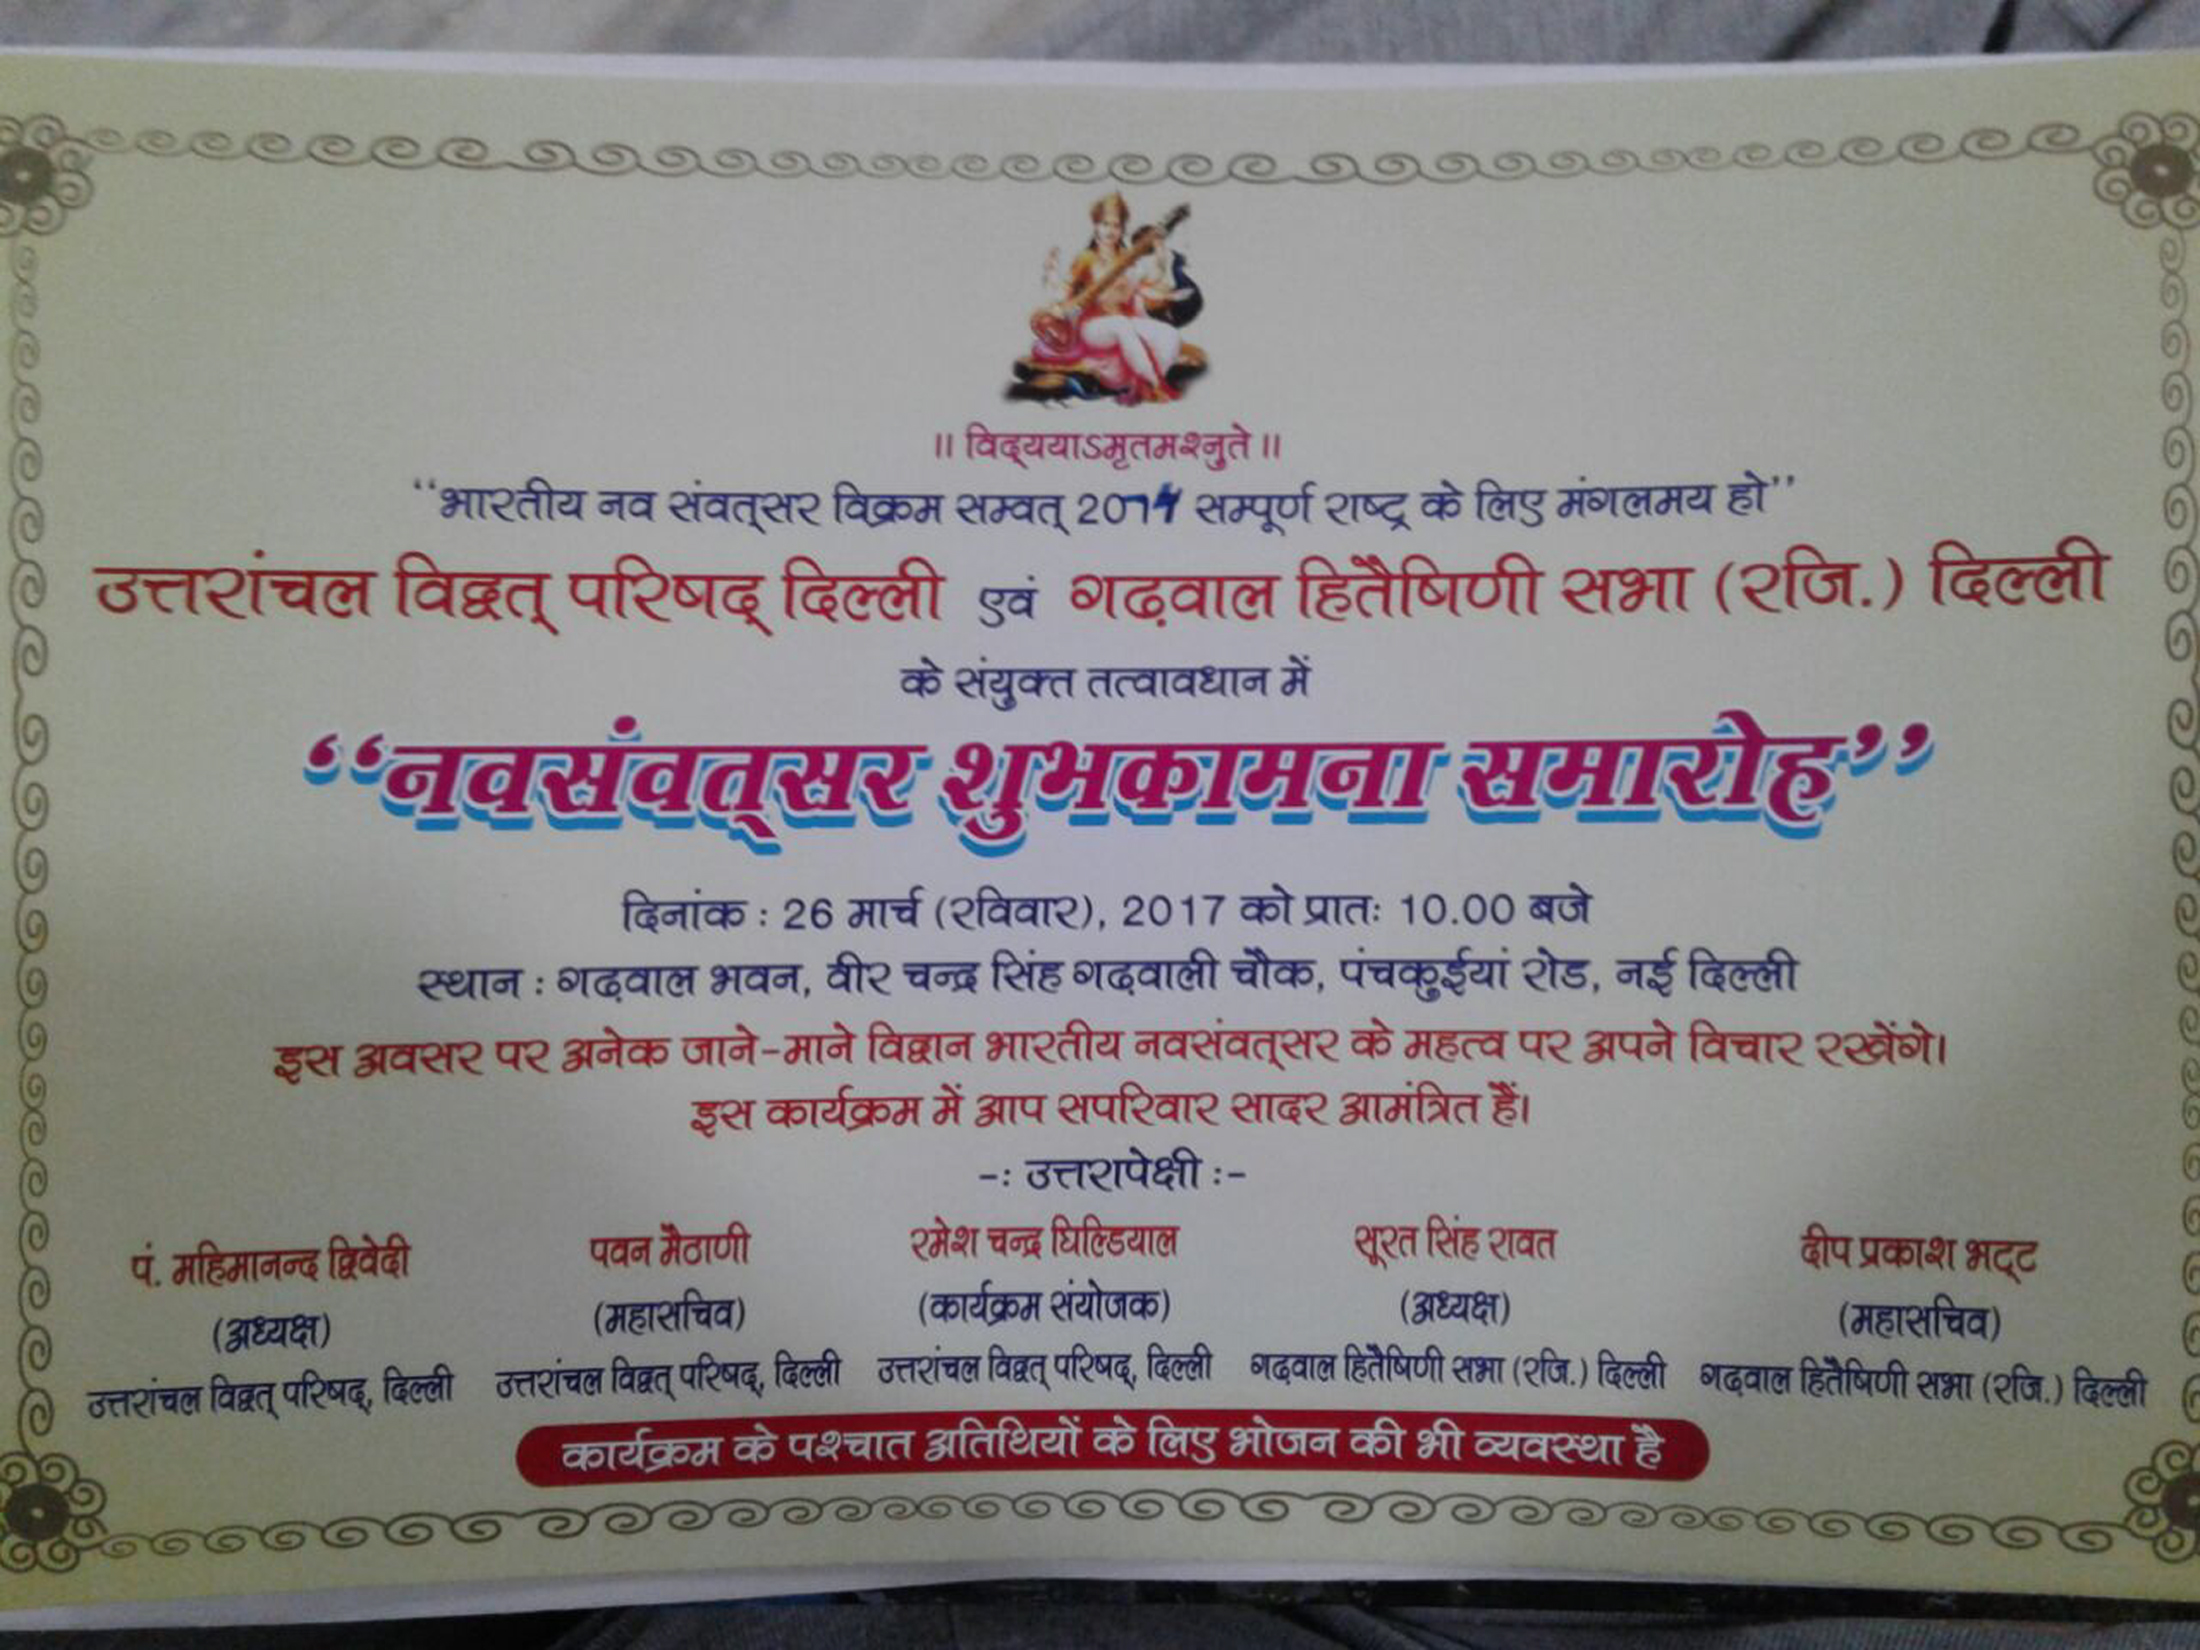 ॥ विद्ययाऽमृतमश्नुते ॥
‘‘भारतीय नव संवत्सर विक्रम सम्वत् 2074 सम्पूर्ण राष्ट्र के लिए मंगलमय हो’’
उत्तरांचल विद्वत् परिषद् दिल्ली एवं गढ़वाल हितैषिणी सभा (रजि.) दिल्ली
के संयुक्त तत्वावधान में
‘‘नवसंवत्सर शुभकामना समारोह’’
दिनांक : 26 मार्च (रविवार), 2017 को प्रातः 10.00 बजे
स्थान : गढ़वाल भवन, वीर चन्द्र सिंह गढ़वाली चौक, पंचकुईयां रोड, नई दिल्ली
इस अवसर पर अनेक जाने-माने विद्वान भारतीय नवसंवत्सर के महत्व पर अपने विचार रखेंगे।
इस कार्यक्रम में आप सपरिवार सादर आमंत्रित हैं।
-: उत्तरापेक्षी :-
पं. महिमानन्द द्विवेदी पवन मैठाणी रमेश चन्द्र घिल्डियाल सूरत सिंह रावत दीप प्रकाश भट्ट
(अध्यक्ष) (महासचिव) (कार्यक्रम संयोजक) (अध्यक्ष) (महासचिव)
उत्तरांचल विद्वत् परिषद्, दिल्ली उत्तरांचल विद्वत् परिषद्, दिल्ली उत्तरांचल विद्वत् परिषद्, दिल्ली गढ़वाल हितैषिणी सभा (रजि.) दिल्ली गढ़वाल हितैषिणी सभा (रजि.) दिल्ली
कार्यक्रम के पश्चात अतिथियों के लिए भोजन की भी व्यवस्था है